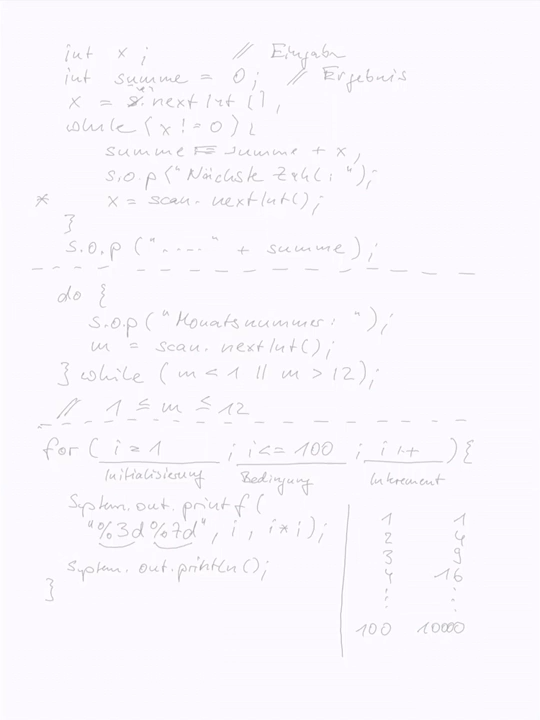 int x; // Eingabe
int summe = 0; // Ergebnis
x = s.nextInt();
while (x != 0) {
summe = summe + x;
s.o.p ("Nächste Zahl: ");
* x = scan.nextInt();
}
s.o.p ("....." + summe);
do {
s.o.p ("Monatsnummer: ");
m = scan.nextInt();
} while (m < 1 || m > 12);
// 1 ≤ m ≤ 12
for ( i = 1 ; i <= 100 ; i++ ) {
Initialisierung Bedingung Inkrement
System.out.printf(
"%3d%7d", i, i*i);
System.out.println();
}
1 1
2 4
3 9
4 16
⋮ ⋮
100 10000